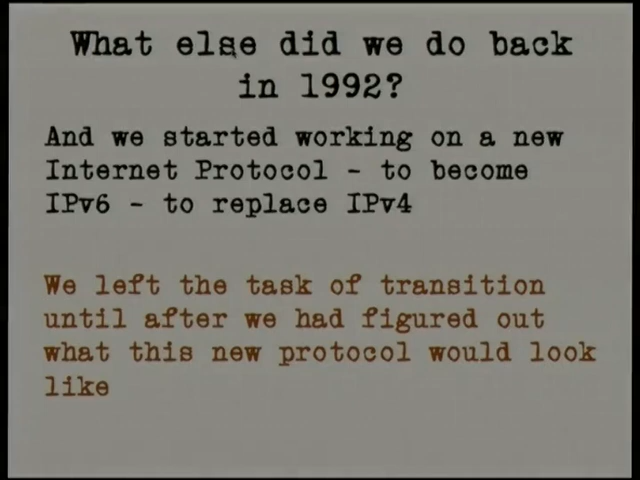 What else did we do back
in 1992?
And we started working on a new
Internet Protocol - to become
IPv6 - to replace IPv4
We left the task of transition
until after we had figured out
what this new protocol would look
like